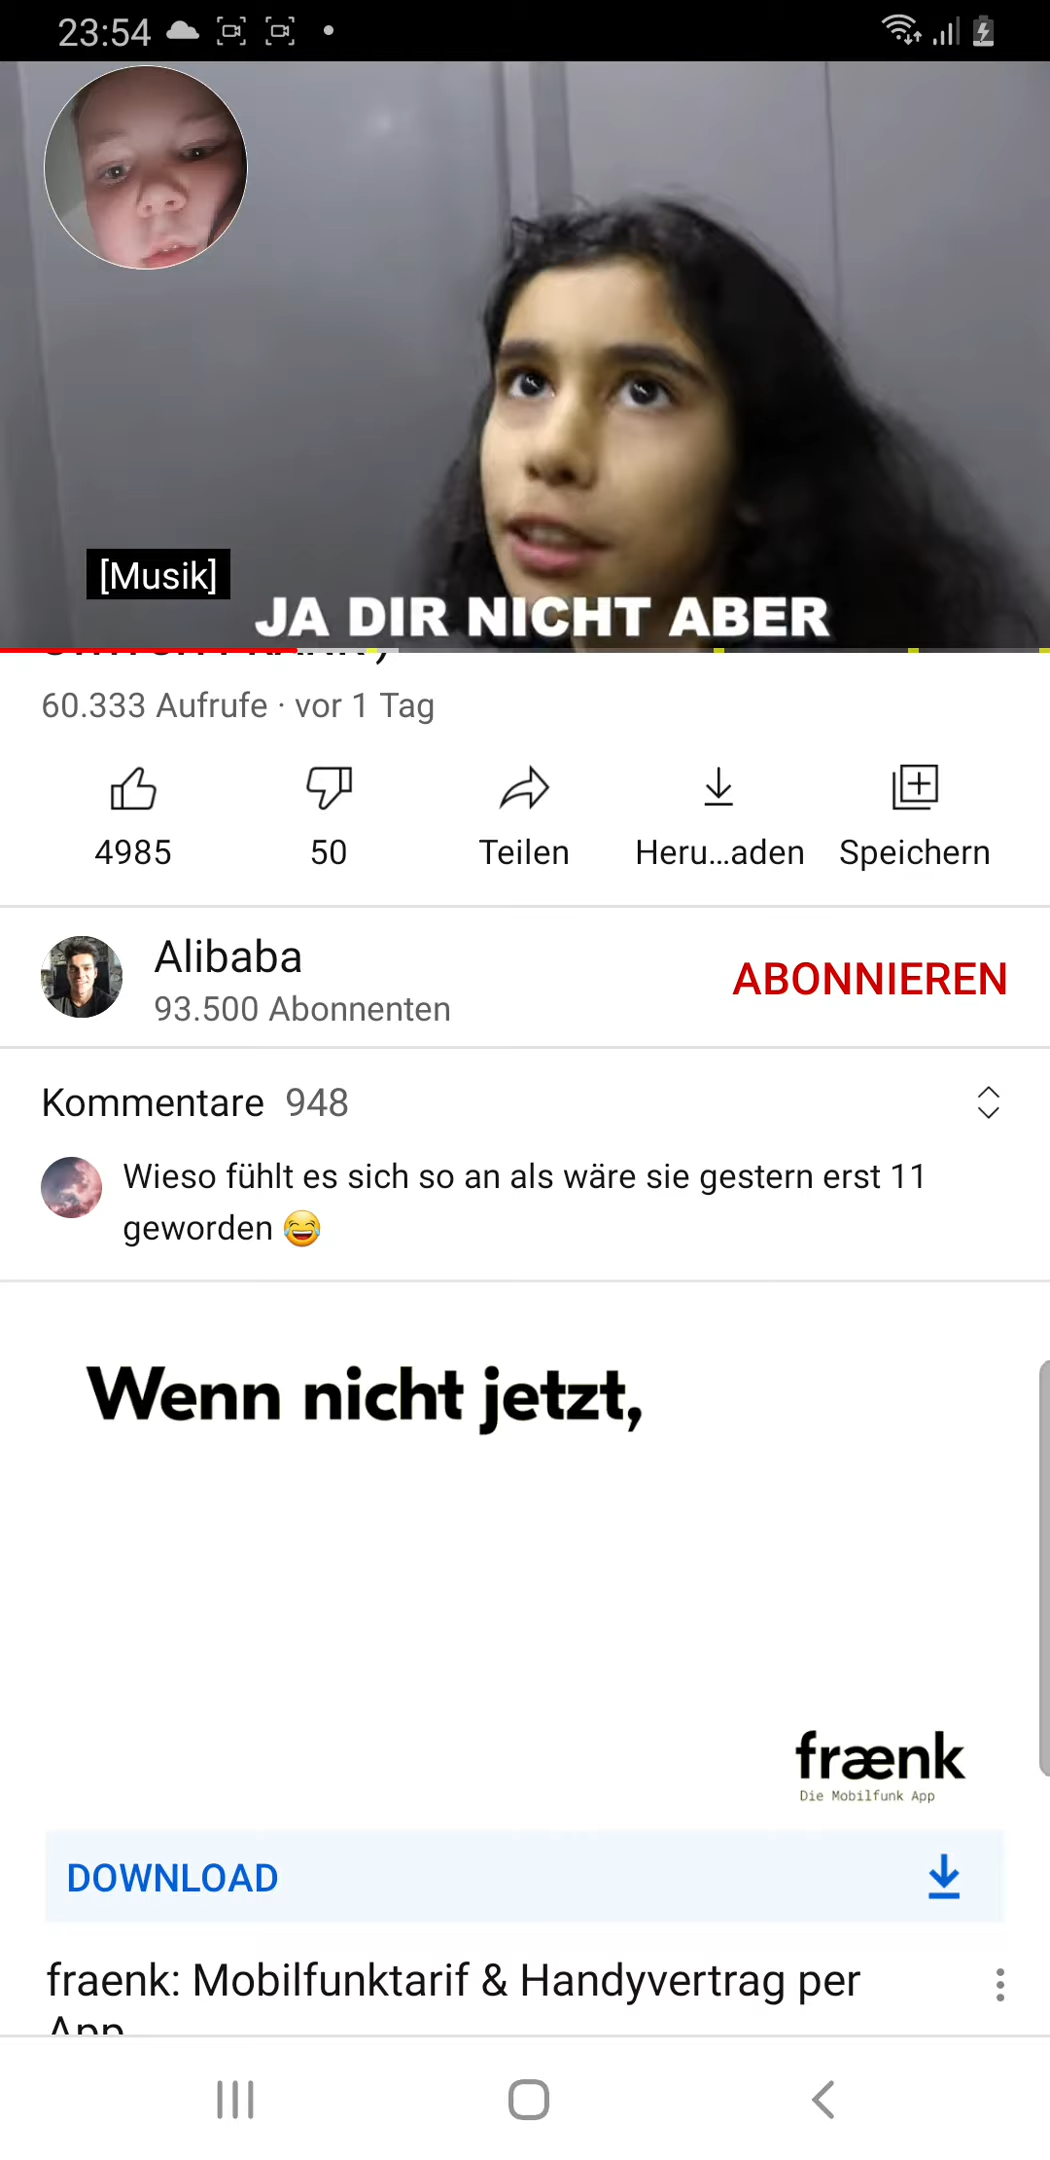 23:54
[Musik]
JA DIR NICHT ABER
60.333 Aufrufe · vor 1 Tag
4985
50
Teilen
Heru...aden
Speichern
Alibaba
93.500 Abonnenten
ABONNIEREN
Kommentare 948
Wieso fühlt es sich so an als wäre sie gestern erst 11
geworden 😂
Wenn nicht jetzt,
frænk
Die Mobilfunk App
DOWNLOAD
fraenk: Mobilfunktarif & Handyvertrag per
App